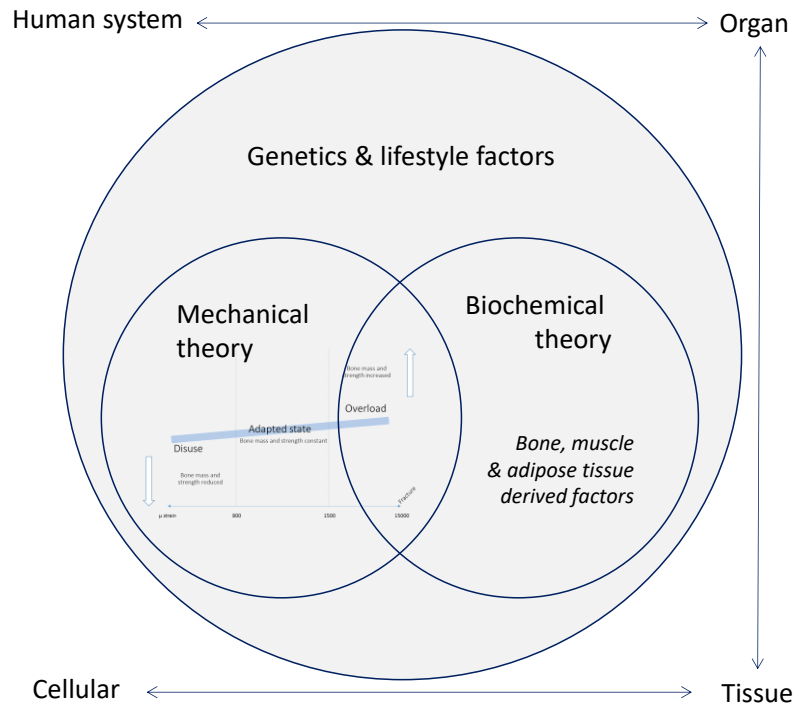 Human system
Organ
Genetics & lifestyle factors
Mechanical
theory
Biochemical
theory
Bone mass and
strength increased
Overload
Adapted state
Bone mass and strength constant
Disuse
Bone mass and
strength reduced
Bone, muscle
& adipose tissue
derived factors
Fracture
µ strain
800
1500
15000
Cellular
Tissue